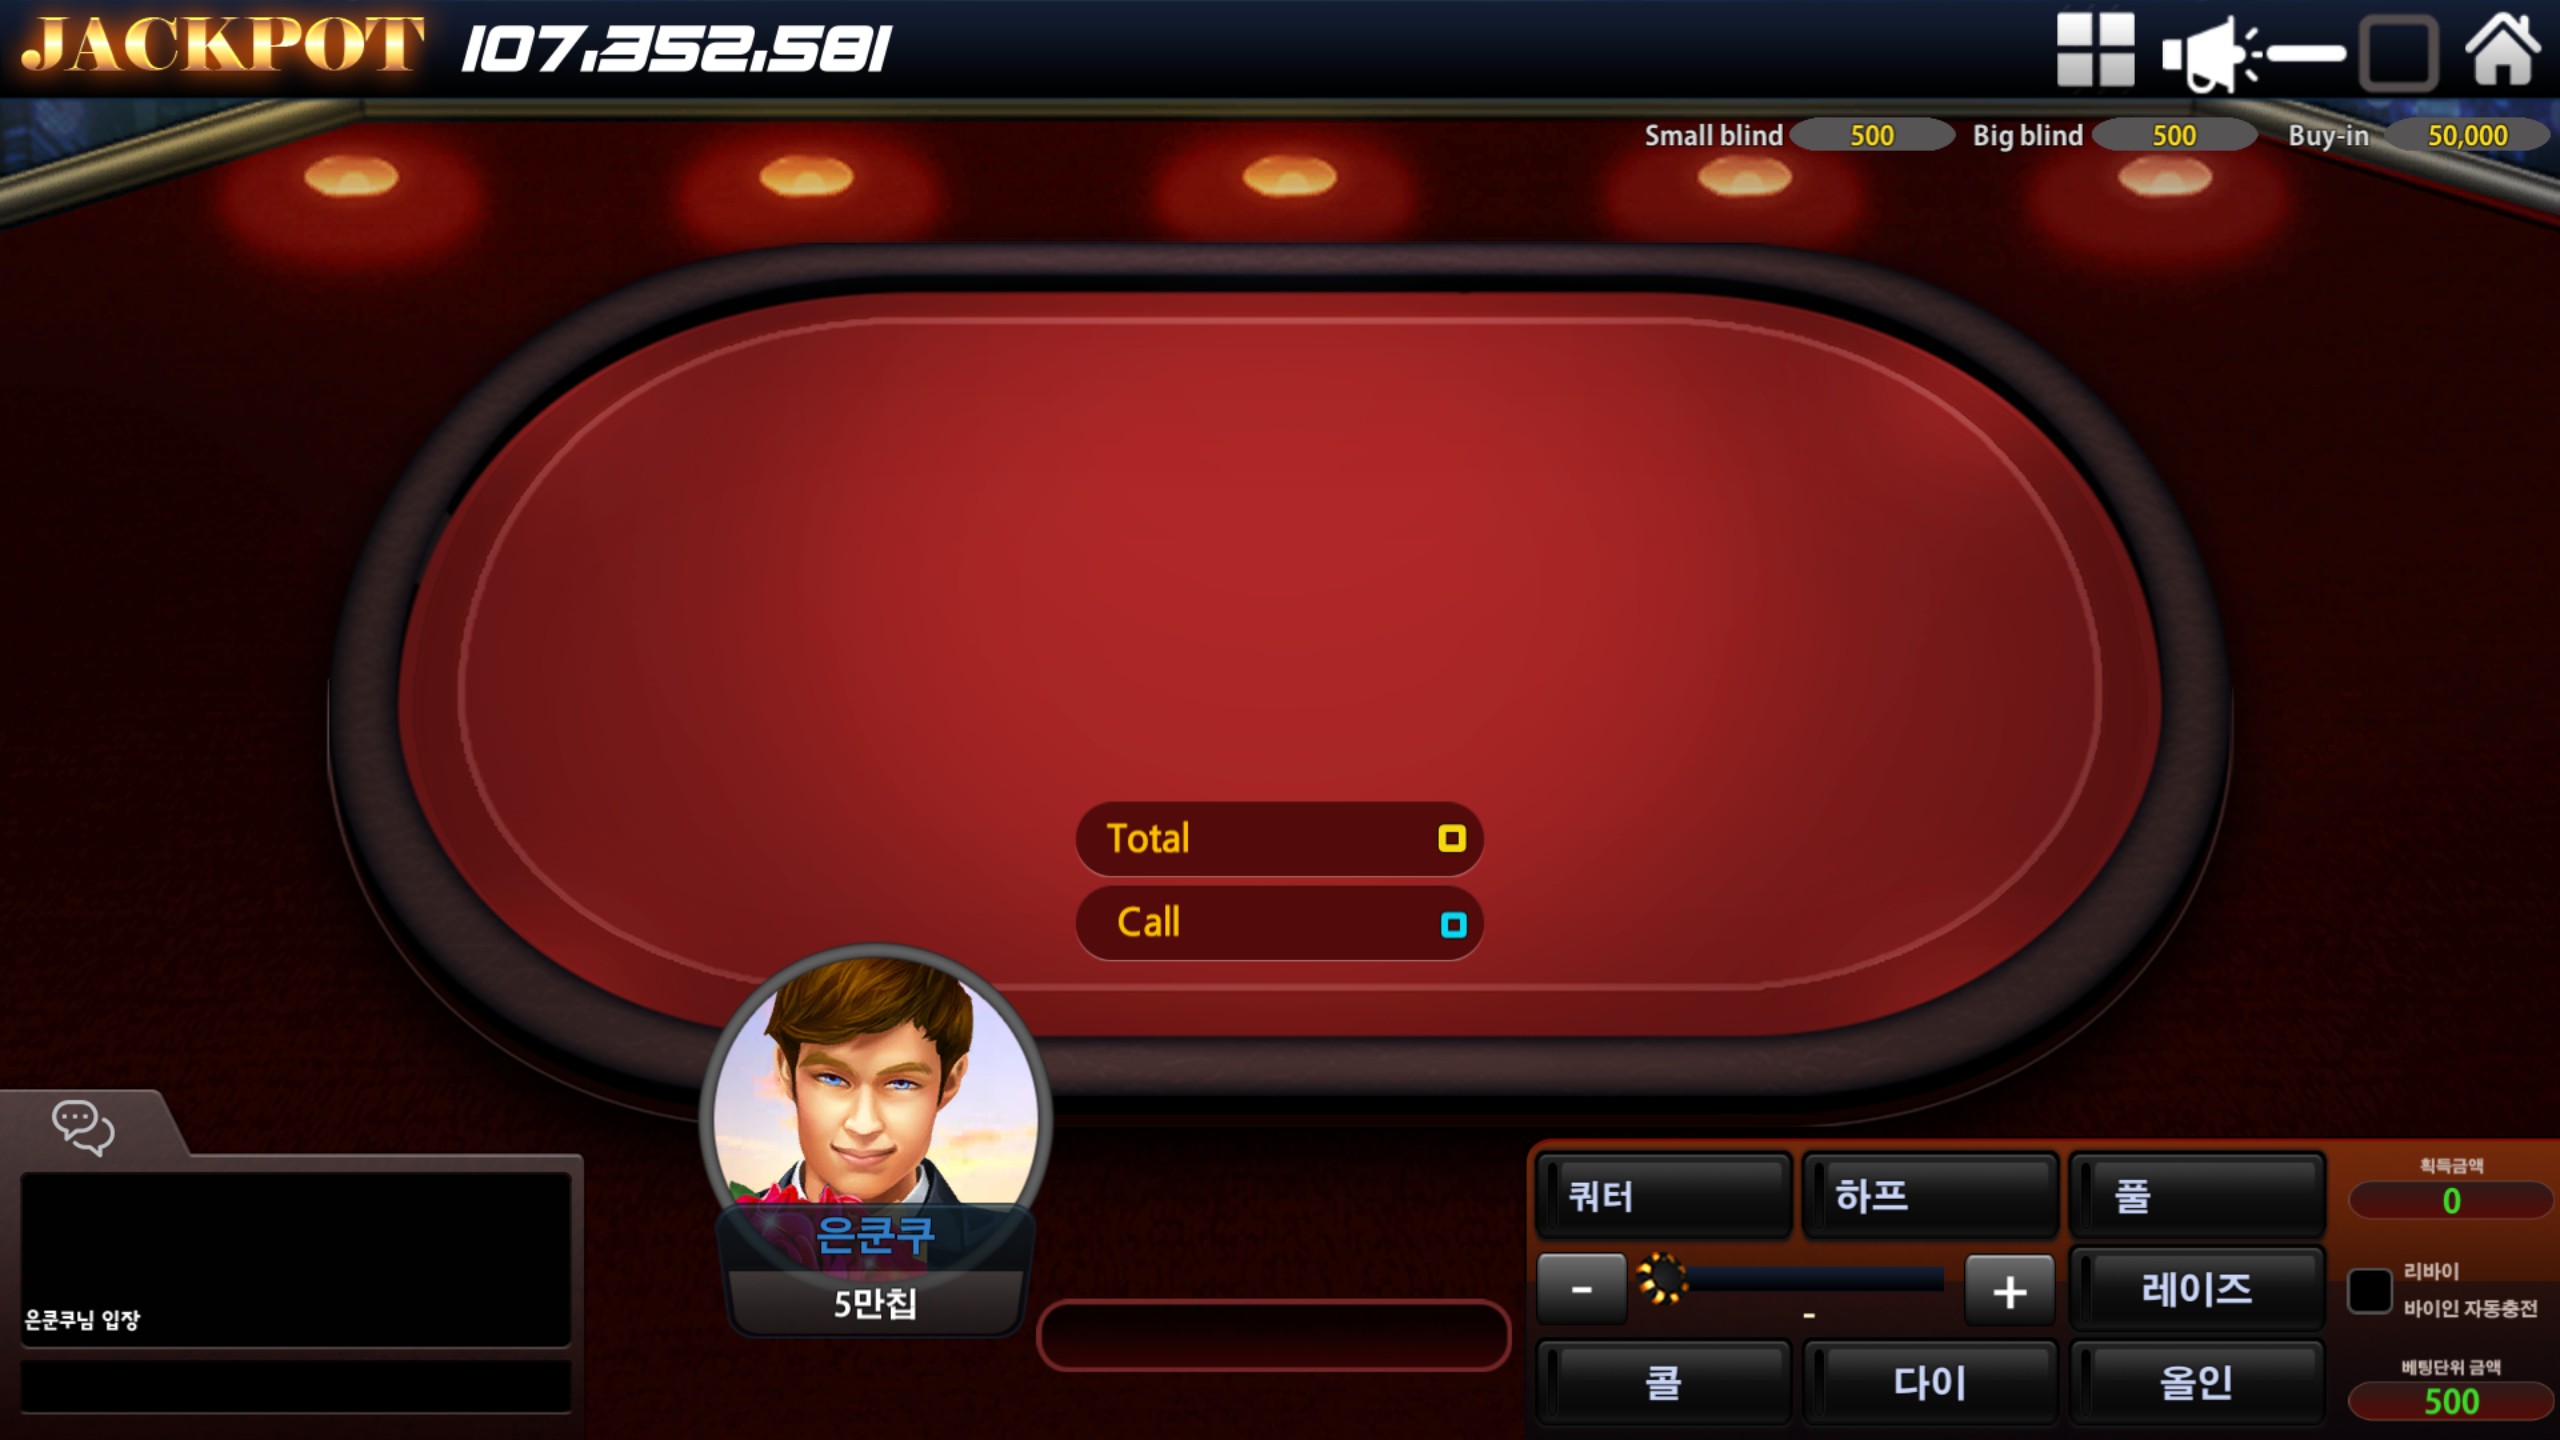 JACKPOT 107,352,581
Small blind 500 Big blind 500 Buy-in 50,000
Total 0
Call 0
은쿤쿠
5만칩
은쿤쿠님 입장
쿼터 하프 풀
- + 레이즈
-
콜 다이 올인
획득금액
0
리바이
바이인 자동충전
베팅단위 금액
500